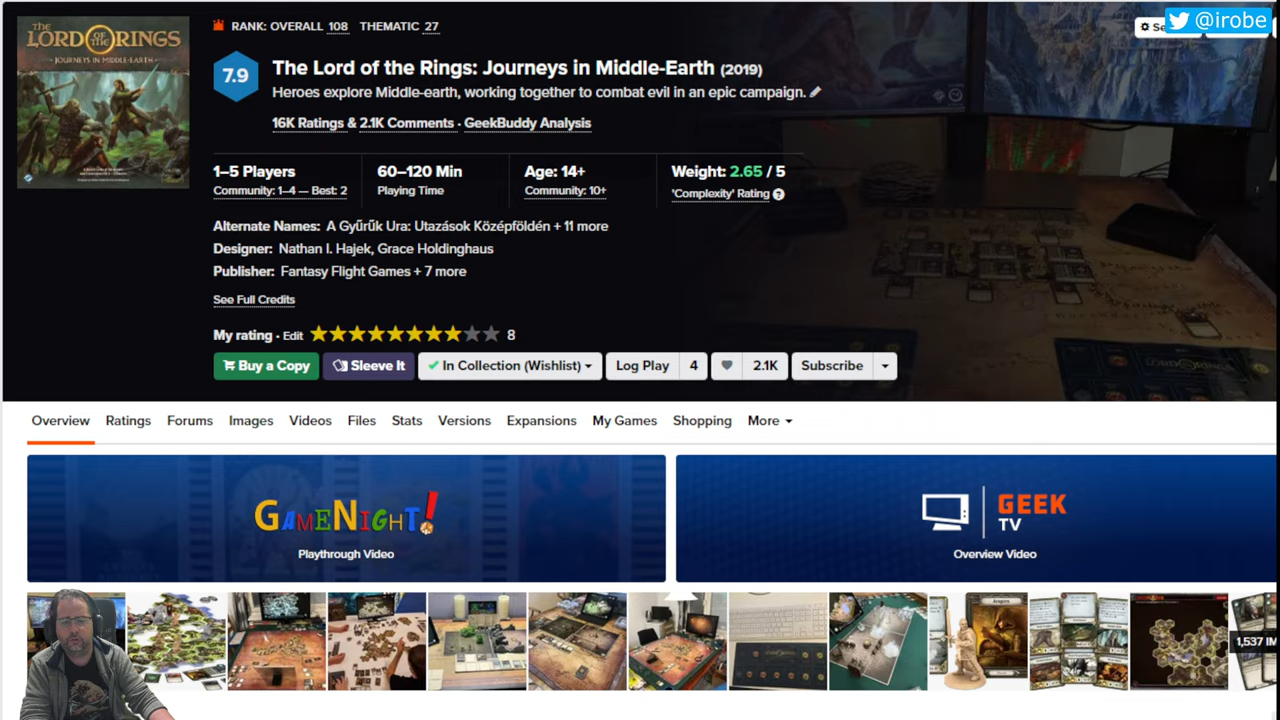 THE LORD OF THE RINGS
JOURNEYS IN MIDDLE-EARTH
RANK: OVERALL 108 THEMATIC 27
@irobe
7.9
The Lord of the Rings: Journeys in Middle-Earth (2019)
Heroes explore Middle-earth, working together to combat evil in an epic campaign.
16K Ratings & 2.1K Comments · GeekBuddy Analysis
1–5 Players 60–120 Min Age: 14+ Weight: 2.65 / 5
Community: 1–4 — Best: 2 Playing Time Community: 10+ 'Complexity' Rating ?
Alternate Names: A Gyűrűk Ura: Utazások Középföldén + 11 more
Designer: Nathan I. Hajek, Grace Holdinghaus
Publisher: Fantasy Flight Games + 7 more
See Full Credits
My rating · Edit 8
Buy a Copy Sleeve It In Collection (Wishlist) Log Play 4 2.1K Subscribe
Overview Ratings Forums Images Videos Files Stats Versions Expansions My Games Shopping More
GAMENIGHT! GEEK
TV
Playthrough Video Overview Video
1,537 IM